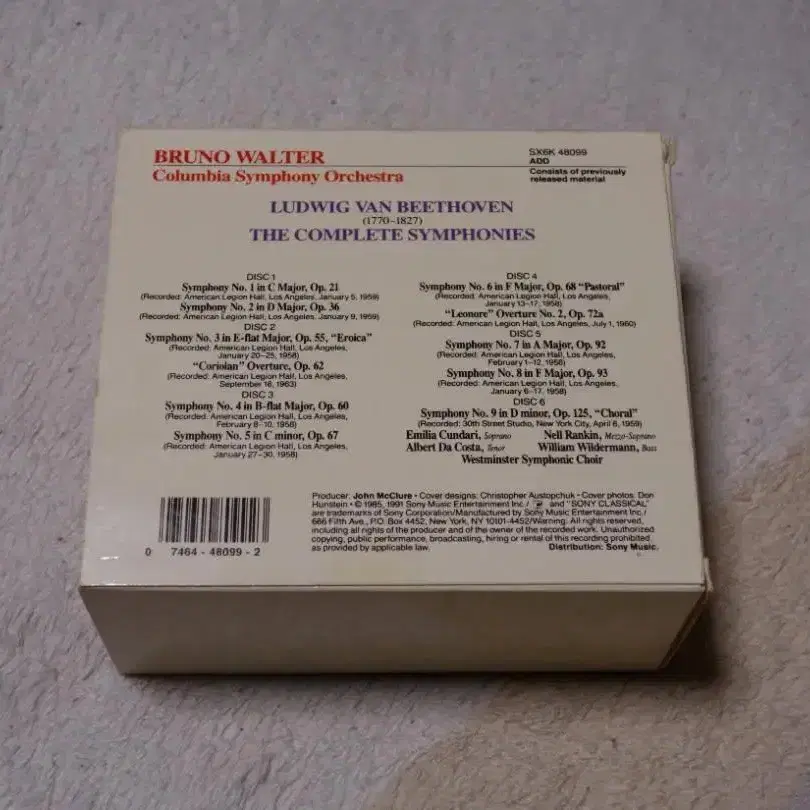 BRUNO WALTER
Columbia Symphony Orchestra
SX6K 48099
ADD
Consists of previously
released material
LUDWIG VAN BEETHOVEN
(1770-1827)
THE COMPLETE SYMPHONIES
DISC 1
Symphony No. 1 in C Major, Op. 21
(Recorded: American Legion Hall, Los Angeles, January 5, 1959)
Symphony No. 2 in D Major, Op. 36
(Recorded: American Legion Hall, Los Angeles, January 9, 1959)
DISC 2
Symphony No. 3 in E-flat Major, Op. 55, “Eroica”
(Recorded: American Legion Hall, Los Angeles,
January 20-25, 1958)
“Coriolan” Overture, Op. 62
(Recorded: American Legion Hall, Los Angeles,
September 16, 1963)
DISC 3
Symphony No. 4 in B-flat Major, Op. 60
(Recorded: American Legion Hall, Los Angeles,
February 8-10, 1958)
Symphony No. 5 in C minor, Op. 67
(Recorded: American Legion Hall, Los Angeles,
January 27-30, 1958)
DISC 4
Symphony No. 6 in F Major, Op. 68 “Pastoral”
(Recorded: American Legion Hall, Los Angeles,
January 13-17, 1958)
“Leonore” Overture No. 2, Op. 72a
(Recorded: American Legion Hall, Los Angeles, July 1, 1960)
DISC 5
Symphony No. 7 in A Major, Op. 92
(Recorded: American Legion Hall, Los Angeles,
February 1-12, 1958)
Symphony No. 8 in F Major, Op. 93
(Recorded: American Legion Hall, Los Angeles,
January 6-17, 1958)
DISC 6
Symphony No. 9 in D minor, Op. 125, “Choral”
(Recorded: 30th Street Studio, New York City, April 6, 1959)
Emilia Cundari, Soprano Nell Rankin, Mezzo-Soprano
Albert Da Costa, Tenor William Wildermann, Bass
Westminster Symphonic Choir
Producer: John McClure • Cover designs: Christopher Austopchuk • Cover photos: Don
Hunstein • © 1985, 1991 Sony Music Entertainment Inc./ and "SONY CLASSICAL"
are trademarks of Sony Corporation/Manufactured by Sony Music Entertainment Inc./
666 Fifth Ave., P.O. Box 4452, New York, NY 10101-4452/Warning: All rights reserved,
including all rights of the producer and of the owner of the recorded work. Unauthorized
copying, public performance, broadcasting, hiring or rental of this recording prohibited
as provided by applicable law.
Distribution: Sony Music.
0 7464-48099-2